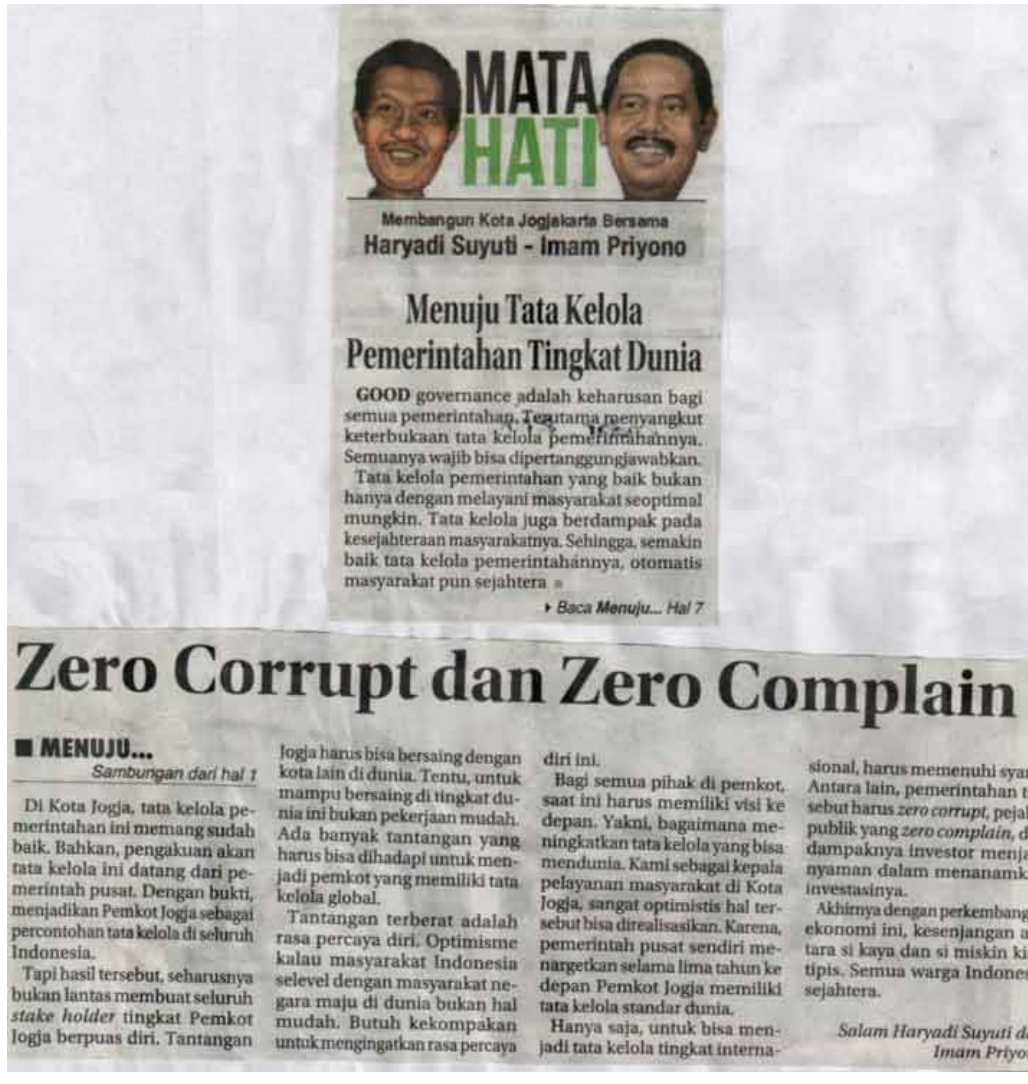 MATA
HATI
Membangun Kota Jogjakarta Bersama
Haryadi Suyuti - Imam Priyono
Menuju Tata Kelola
Pemerintahan Tingkat Dunia
GOOD governance adalah keharusan bagi
semua pemerintahan. Terutama menyangkut
keterbukaan tata kelola pemerintahannya.
Semuanya wajib bisa dipertanggungjawabkan.
Tata kelola pemerintahan yang baik bukan
hanya dengan melayani masyarakat seoptimal
mungkin. Tata kelola juga berdampak pada
kesejahteraan masyarakatnya. Sehingga, semakin
baik tata kelola pemerintahannya, otomatis
masyarakat pun sejahtera
Baca Menuju... Hal 7
Zero Corrupt dan Zero Complain
MENUJU...
Sambungan dari hal 1
Di Kota Jogja, tata kelola pe-
merintahan ini memang sudah
baik. Bahkan, pengakuan akan
tata kelola ini datang dari pe-
merintah pusat. Dengan bukti,
menjadikan Pemkot Jogja sebagai
percontohan tata kelola di seluruh
Indonesia.
Tapi hasil tersebut, seharusnya
bukan lantas membuat seluruh
stake holder tingkat Pemkot
Jogja berpuas diri. Tantangan
Jogja harus bisa bersaing dengan
kota lain di dunia. Tentu, untuk
mampu bersaing di tingkat du-
nia ini bukan pekerjaan mudah.
Ada banyak tantangan yang
harus bisa dihadapi untuk men-
jadi pemkot yang memiliki tata
kelola global.
Tantangan terberat adalah
rasa percaya diri. Optimisme
kalau masyarakat Indonesia
selevel dengan masyarakat ne-
gara maju di dunia bukan hal
mudah. Butuh kekompakan
untuk mengingatkan rasa percaya
diri ini.
Bagi semua pihak di pemkot,
saat ini harus memiliki visi ke
depan. Yakni, bagaimana me-
ningkatkan tata kelola yang bisa
mendunia. Kami sebagai kepala
pelayanan masyarakat di Kota
Jogja, sangat optimistis hal ter-
sebut bisa direalisasikan. Karena,
pemerintah pusat sendiri me-
nargetkan selama lima tahun ke
depan Pemkot Jogja memiliki
tata kelola standar dunia.
Hanya saja, untuk bisa men-
jadi tata kelola tingkat interna-
sional, harus memenuhi
Antara lain, pemerintahan
sebut harus zero corrupt,
publik yang zero complain,
dampaknya investor
nyaman dalam
investasinya.
Akhirnya dengan
ekonomi ini, kesenjangan
tara si kaya dan si miskin
tipis. Semua warga
sejahtera.
Salam Haryadi Suyuti
Imam